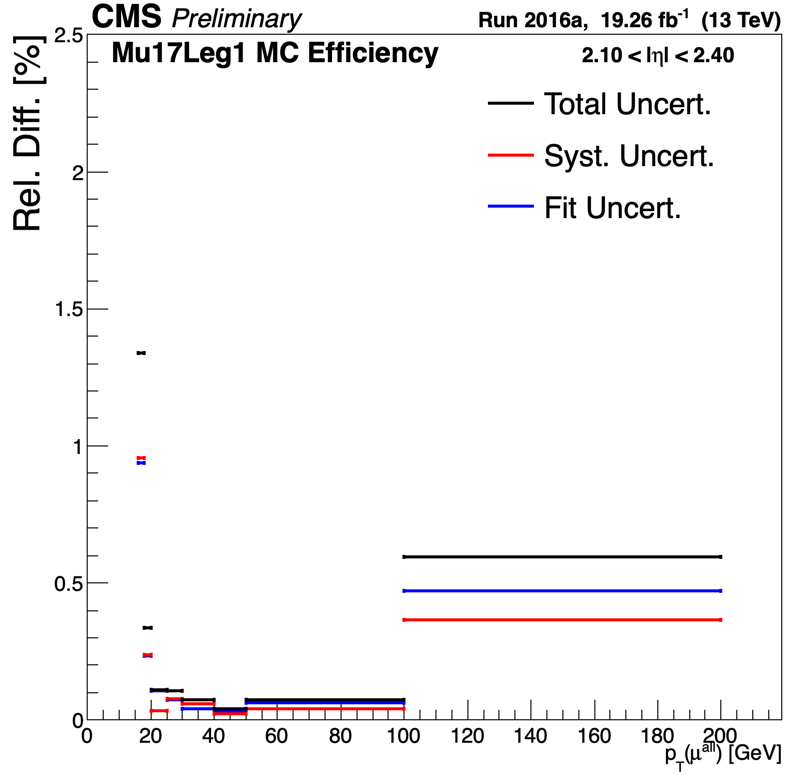 CMS Preliminary Run 2016a, 19.26 fb⁻¹ (13 TeV)
Mu17Leg1 MC Efficiency 2.10 < |η| < 2.40
Total Uncert.
Syst. Uncert.
Fit Uncert.
Rel. Diff. [%]
2.5
2
1.5
1
0.5
0
0 20 40 60 80 100 120 140 160 180 200
p_T(μ^all) [GeV]